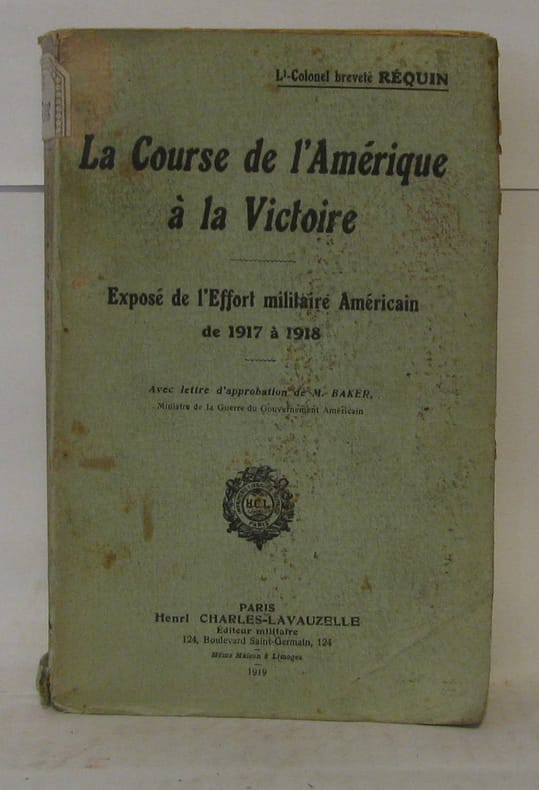 Lt-Colonel breveté RÉQUIN
La Course de l'Amérique
à la Victoire
Exposé de l'Effort militaire Américain
de 1917 à 1918
Avec lettre d'approbation de M. BAKER,
Ministre de la Guerre du Gouvernement Américain
H.C.L.
PARIS
PARIS
Henri CHARLES-LAVAUZELLE
Éditeur militaire
124, Boulevard Saint-Germain, 124
Même Maison à Limoges
1919